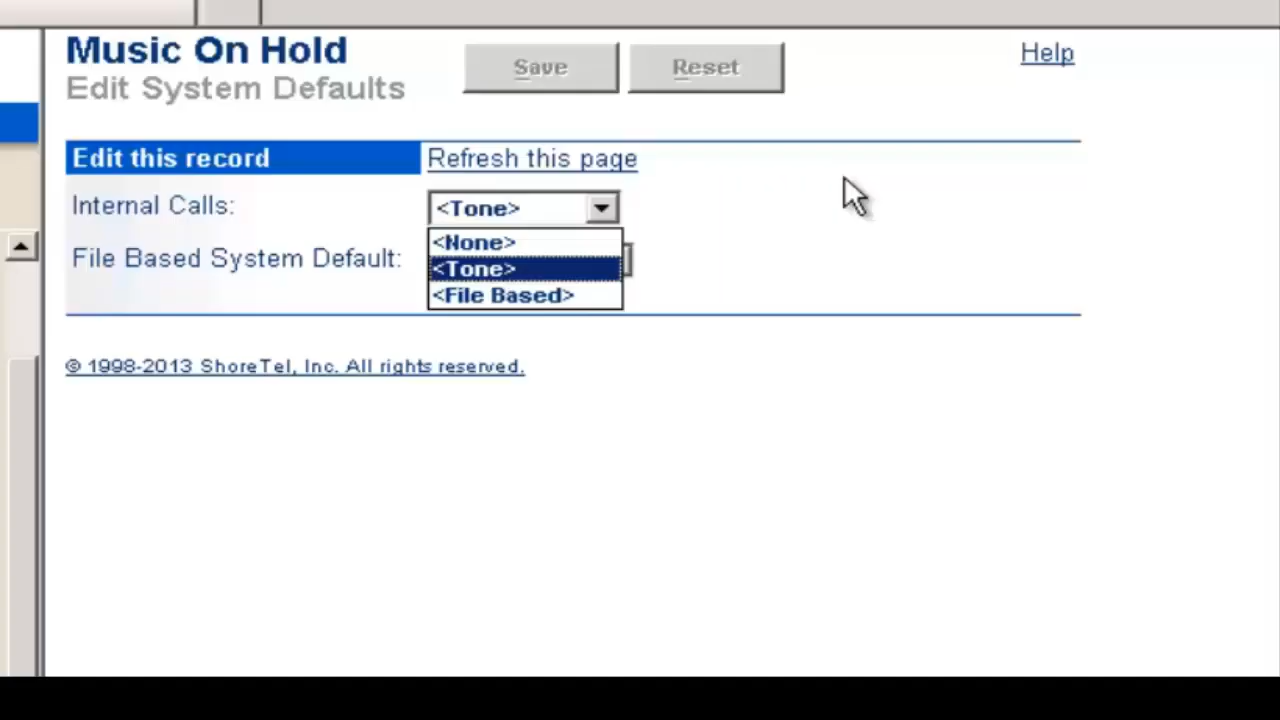 Music On Hold
Edit System Defaults
Save
Reset
Help
Edit this record
Refresh this page
Internal Calls:
<Tone>
<None>
<Tone>
<File Based>
File Based System Default:
© 1998-2013 ShoreTel, Inc. All rights reserved.